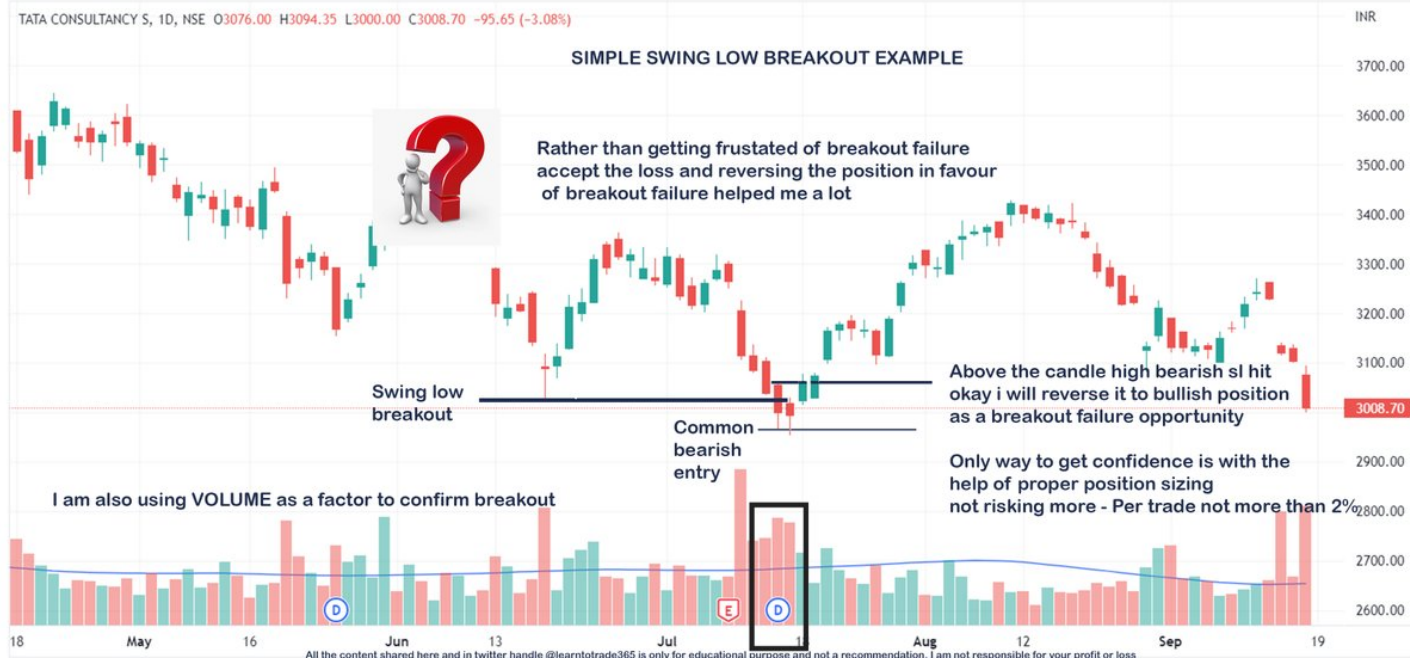 TATA CONSULTANCY S, 1D, NSE O3076.00 H3094.35 L3000.00 C3008.70 −95.65 (−3.08%)
INR
SIMPLE SWING LOW BREAKOUT EXAMPLE
3700.00
3600.00
Rather than getting frustated of breakout failure
accept the loss and reversing the position in favour
of breakout failure helped me a lot
3500.00
3400.00
3300.00
3200.00
3100.00
Swing low
breakout
Above the candle high bearish sl hit
okay i will reverse it to bullish position
as a breakout failure opportunity
3008.70
Common
bearish
entry
2900.00
Only way to get confidence is with the
help of proper position sizing
not risking more - Per trade not more than 2%
I am also using VOLUME as a factor to confirm breakout
2800.00
2700.00
2600.00
D
E
D
18 May 16 Jun 13 Jul 18 Aug 12 Sep 19
All the content shared here and in twitter handle @learntotrade365 is only for educational purpose and not a recommendation. I am not responsible for your profit or loss